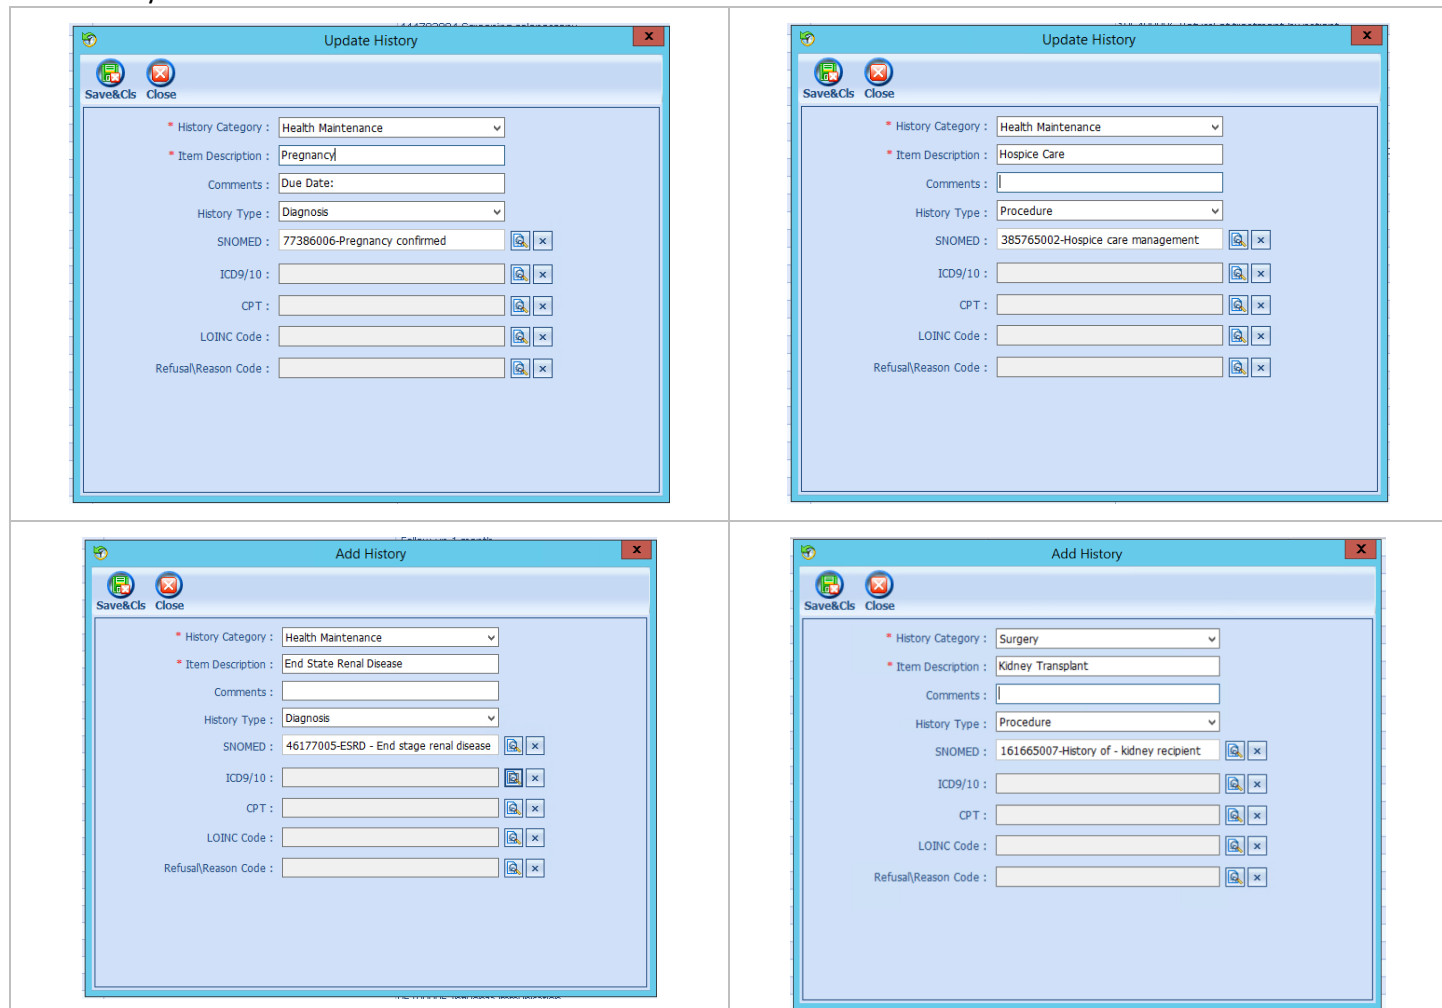 Update History
x
Save&Cls Close
* History Category : Health Maintenance
* Item Description : Pregnancy
Comments : Due Date:
History Type : Diagnosis
SNOMED : 77386006-Pregnancy confirmed
ICD9/10 :
CPT :
LOINC Code :
Refusal\Reason Code :
Update History
x
Save&Cls Close
* History Category : Health Maintenance
* Item Description : Hospice Care
Comments :
History Type : Procedure
SNOMED : 385765002-Hospice care management
ICD9/10 :
CPT :
LOINC Code :
Refusal\Reason Code :
Add History
x
Save&Cls Close
* History Category : Health Maintenance
* Item Description : End State Renal Disease
Comments :
History Type : Diagnosis
SNOMED : 46177005-ESRD - End stage renal disease
ICD9/10 :
CPT :
LOINC Code :
Refusal\Reason Code :
Add History
x
Save&Cls Close
* History Category : Surgery
* Item Description : Kidney Transplant
Comments :
History Type : Procedure
SNOMED : 161665007-History of - kidney recipient
ICD9/10 :
CPT :
LOINC Code :
Refusal\Reason Code :